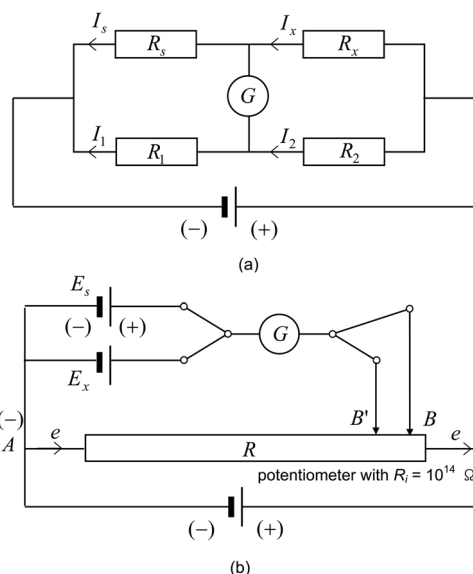 I_s I_x
R_s R_x
G
I_1 I_2
R_1 R_2
(−) (+)
(a)
E_s
(−) (+) G
E_x
(−) B' B
A e R e
potentiometer with R_i = 10^14 Ω
(−) (+)
(b)